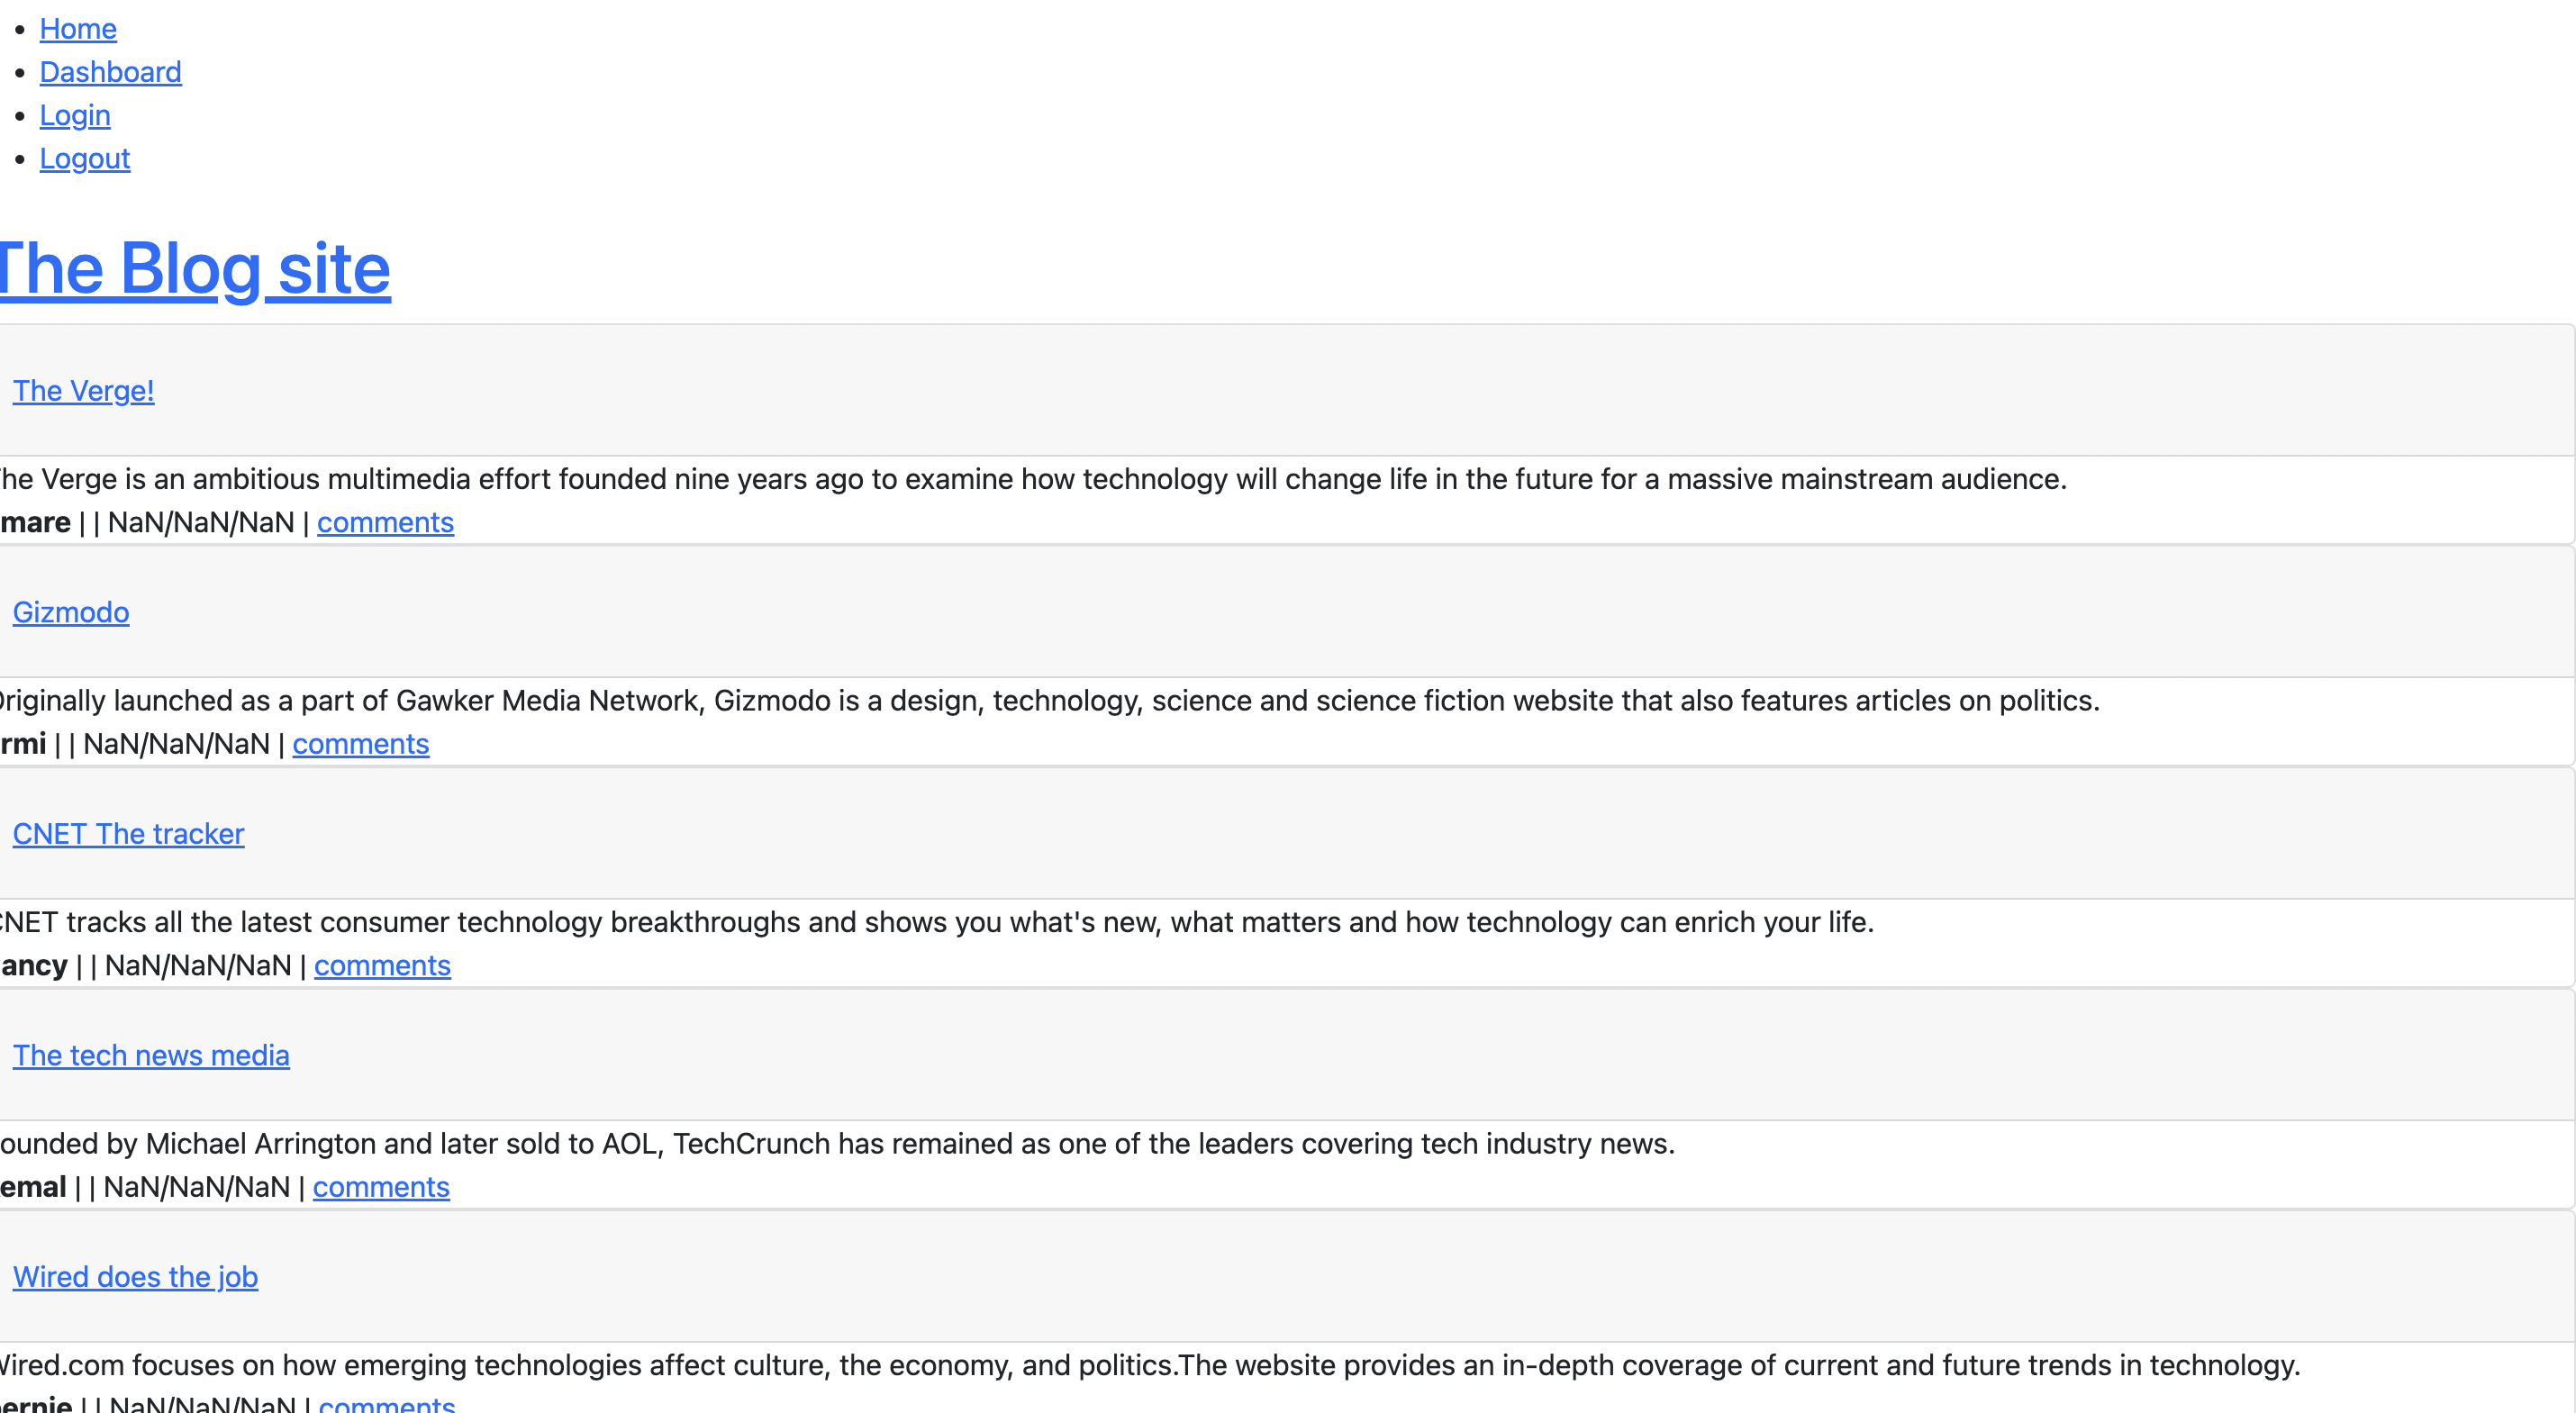 Home
Dashboard
Login
Logout
The Blog site
The Verge!
The Verge is an ambitious multimedia effort founded nine years ago to examine how technology will change life in the future for a massive mainstream audience.
mare | | NaN/NaN/NaN | comments
Gizmodo
Originally launched as a part of Gawker Media Network, Gizmodo is a design, technology, science and science fiction website that also features articles on politics.
rmi | | NaN/NaN/NaN | comments
CNET The tracker
CNET tracks all the latest consumer technology breakthroughs and shows you what's new, what matters and how technology can enrich your life.
ancy | | NaN/NaN/NaN | comments
The tech news media
ounded by Michael Arrington and later sold to AOL, TechCrunch has remained as one of the leaders covering tech industry news.
emal | | NaN/NaN/NaN | comments
Wired does the job
Wired.com focuses on how emerging technologies affect culture, the economy, and politics.The website provides an in-depth coverage of current and future trends in technology.
ernie | | NaN/NaN/NaN | comments